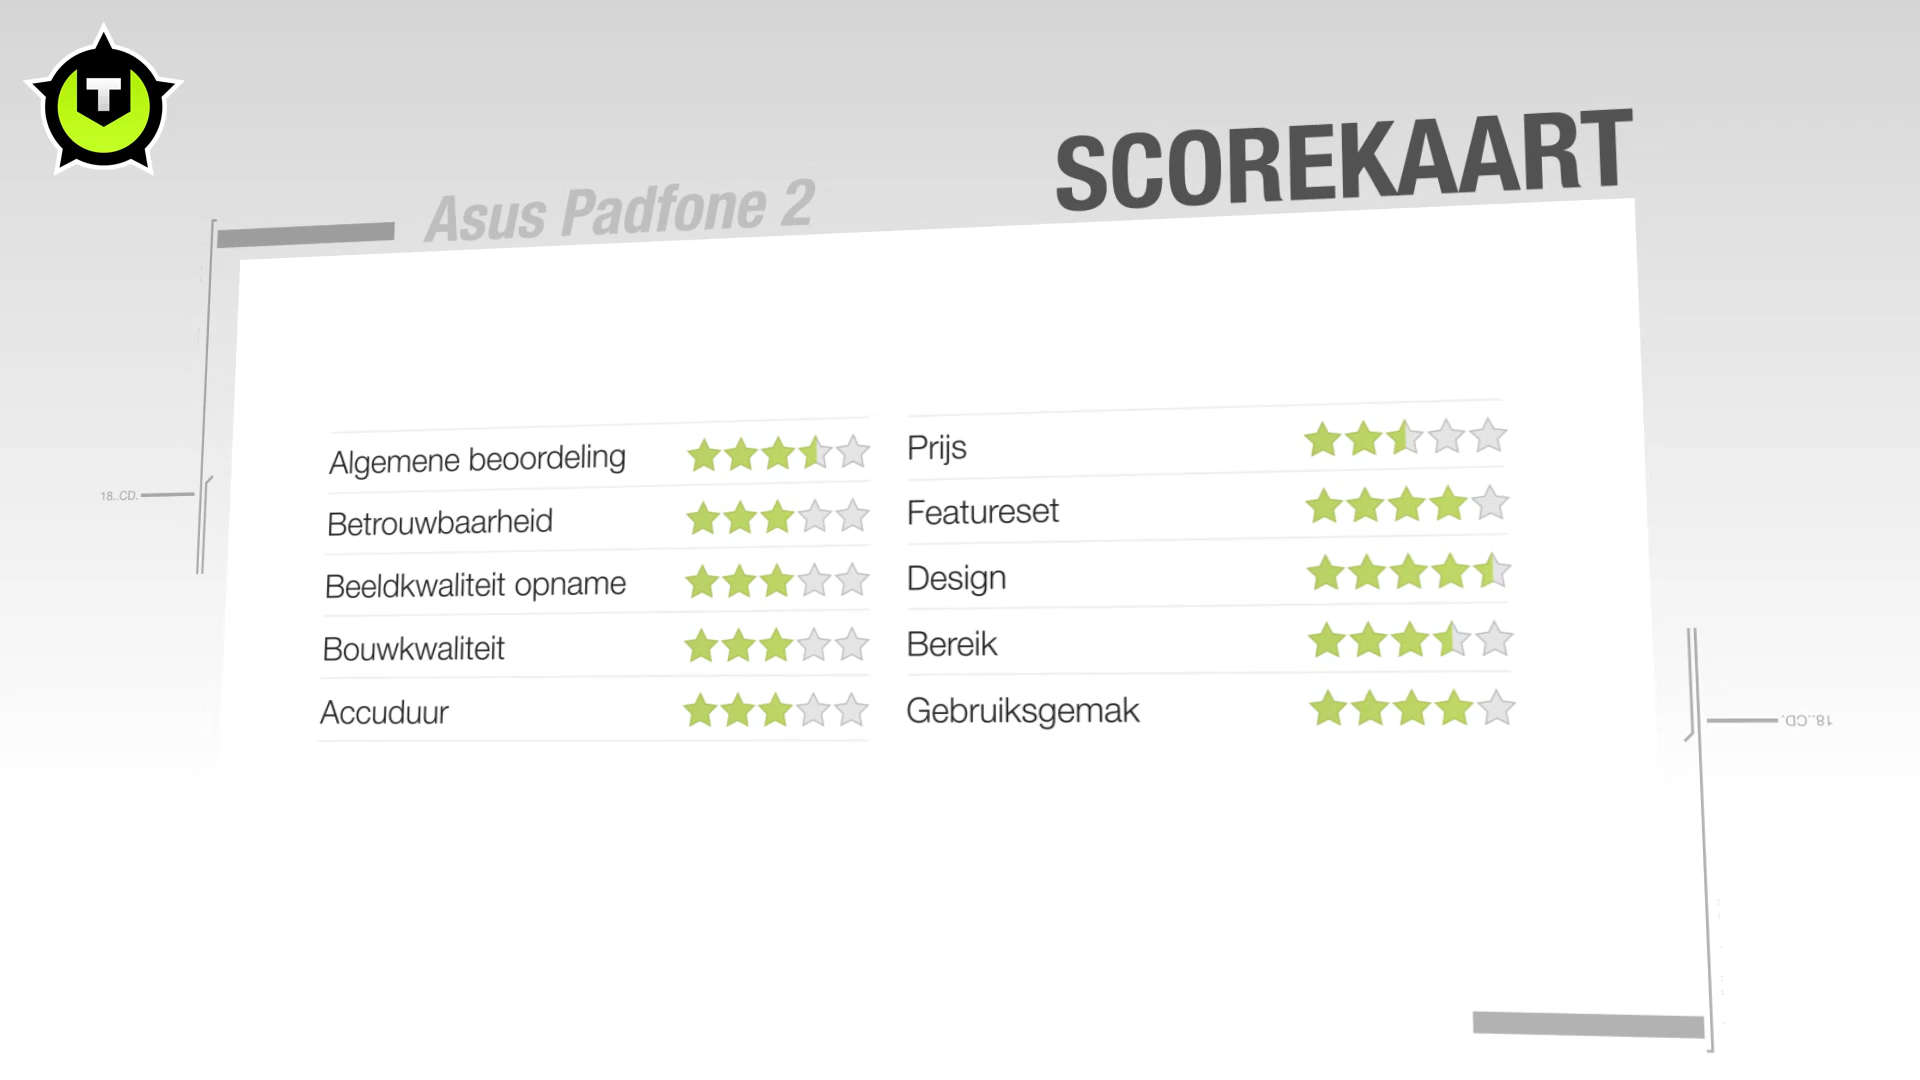 T
SCOREKAART
Asus Padfone 2
Algemene beoordeling
Betrouwbaarheid
Beeldkwaliteit opname
Bouwkwaliteit
Accuduur
Prijs
Featureset
Design
Bereik
Gebruiksgemak
18..CD.
18..CD.